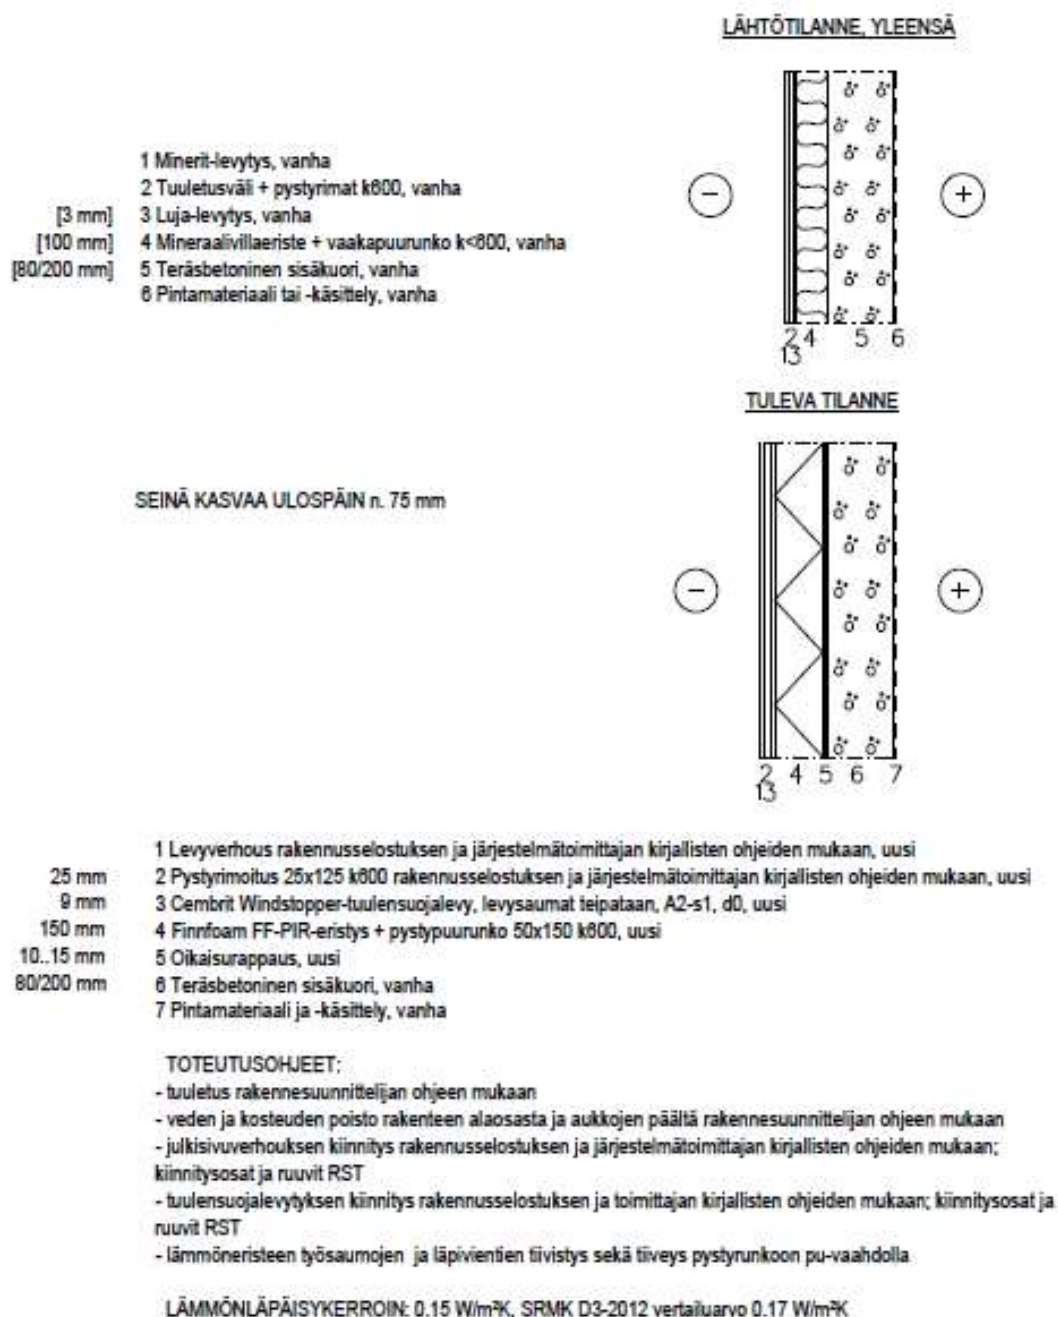 LÄHTÖTILANNE, YLEENSÄ
1 Minerit-levytys, vanha
2 Tuuletusväli + pystyrimat k600, vanha
[3 mm] 3 Luja-levytys, vanha
[100 mm] 4 Mineraalivillaeriste + vaakapuurunko k<600, vanha
[80/200 mm] 5 Teräsbetoninen sisäkuori, vanha
6 Pintamateriaali tai -käsittely, vanha
- +
2 4 5 6
13
TULEVA TILANNE
SEINÄ KASVAA ULOSPÄIN n. 75 mm
- +
2 4 5 6 7
13
1 Levyverhous rakennusselostuksen ja järjestelmätoimittajan kirjallisten ohjeiden mukaan, uusi
25 mm 2 Pystyrimoitus 25x125 k600 rakennusselostuksen ja järjestelmätoimittajan kirjallisten ohjeiden mukaan, uusi
9 mm 3 Cembrit Windstopper-tuulensuojalevy, levysaumat teipataan, A2-s1, d0, uusi
150 mm 4 Finnfoam FF-PIR-eristys + pystypuurunko 50x150 k600, uusi
10..15 mm 5 Oikaisurappaus, uusi
80/200 mm 6 Teräsbetoninen sisäkuori, vanha
7 Pintamateriaali ja -käsittely, vanha
TOTEUTUSOHJEET:
- tuuletus rakennesuunnittelijan ohjeen mukaan
- veden ja kosteuden poisto rakenteen alaosasta ja aukkojen päältä rakennesuunnittelijan ohjeen mukaan
- julkisivuverhouksen kiinnitys rakennusselostuksen ja järjestelmätoimittajan kirjallisten ohjeiden mukaan;
kiinnitysosat ja ruuvit RST
- tuulensuojalevytyksen kiinnitys rakennusselostuksen ja toimittajan kirjallisten ohjeiden mukaan; kiinnitysosat ja
ruuvit RST
- lämmöneristeen työsaumojen ja läpivientien tiivistys sekä tiiveys pystyrunkoon pu-vaahdolla
LÄMMÖNLÄPÄISYKERROIN: 0.15 W/m²K, SRMK D3-2012 vertailuarvo 0.17 W/m²K